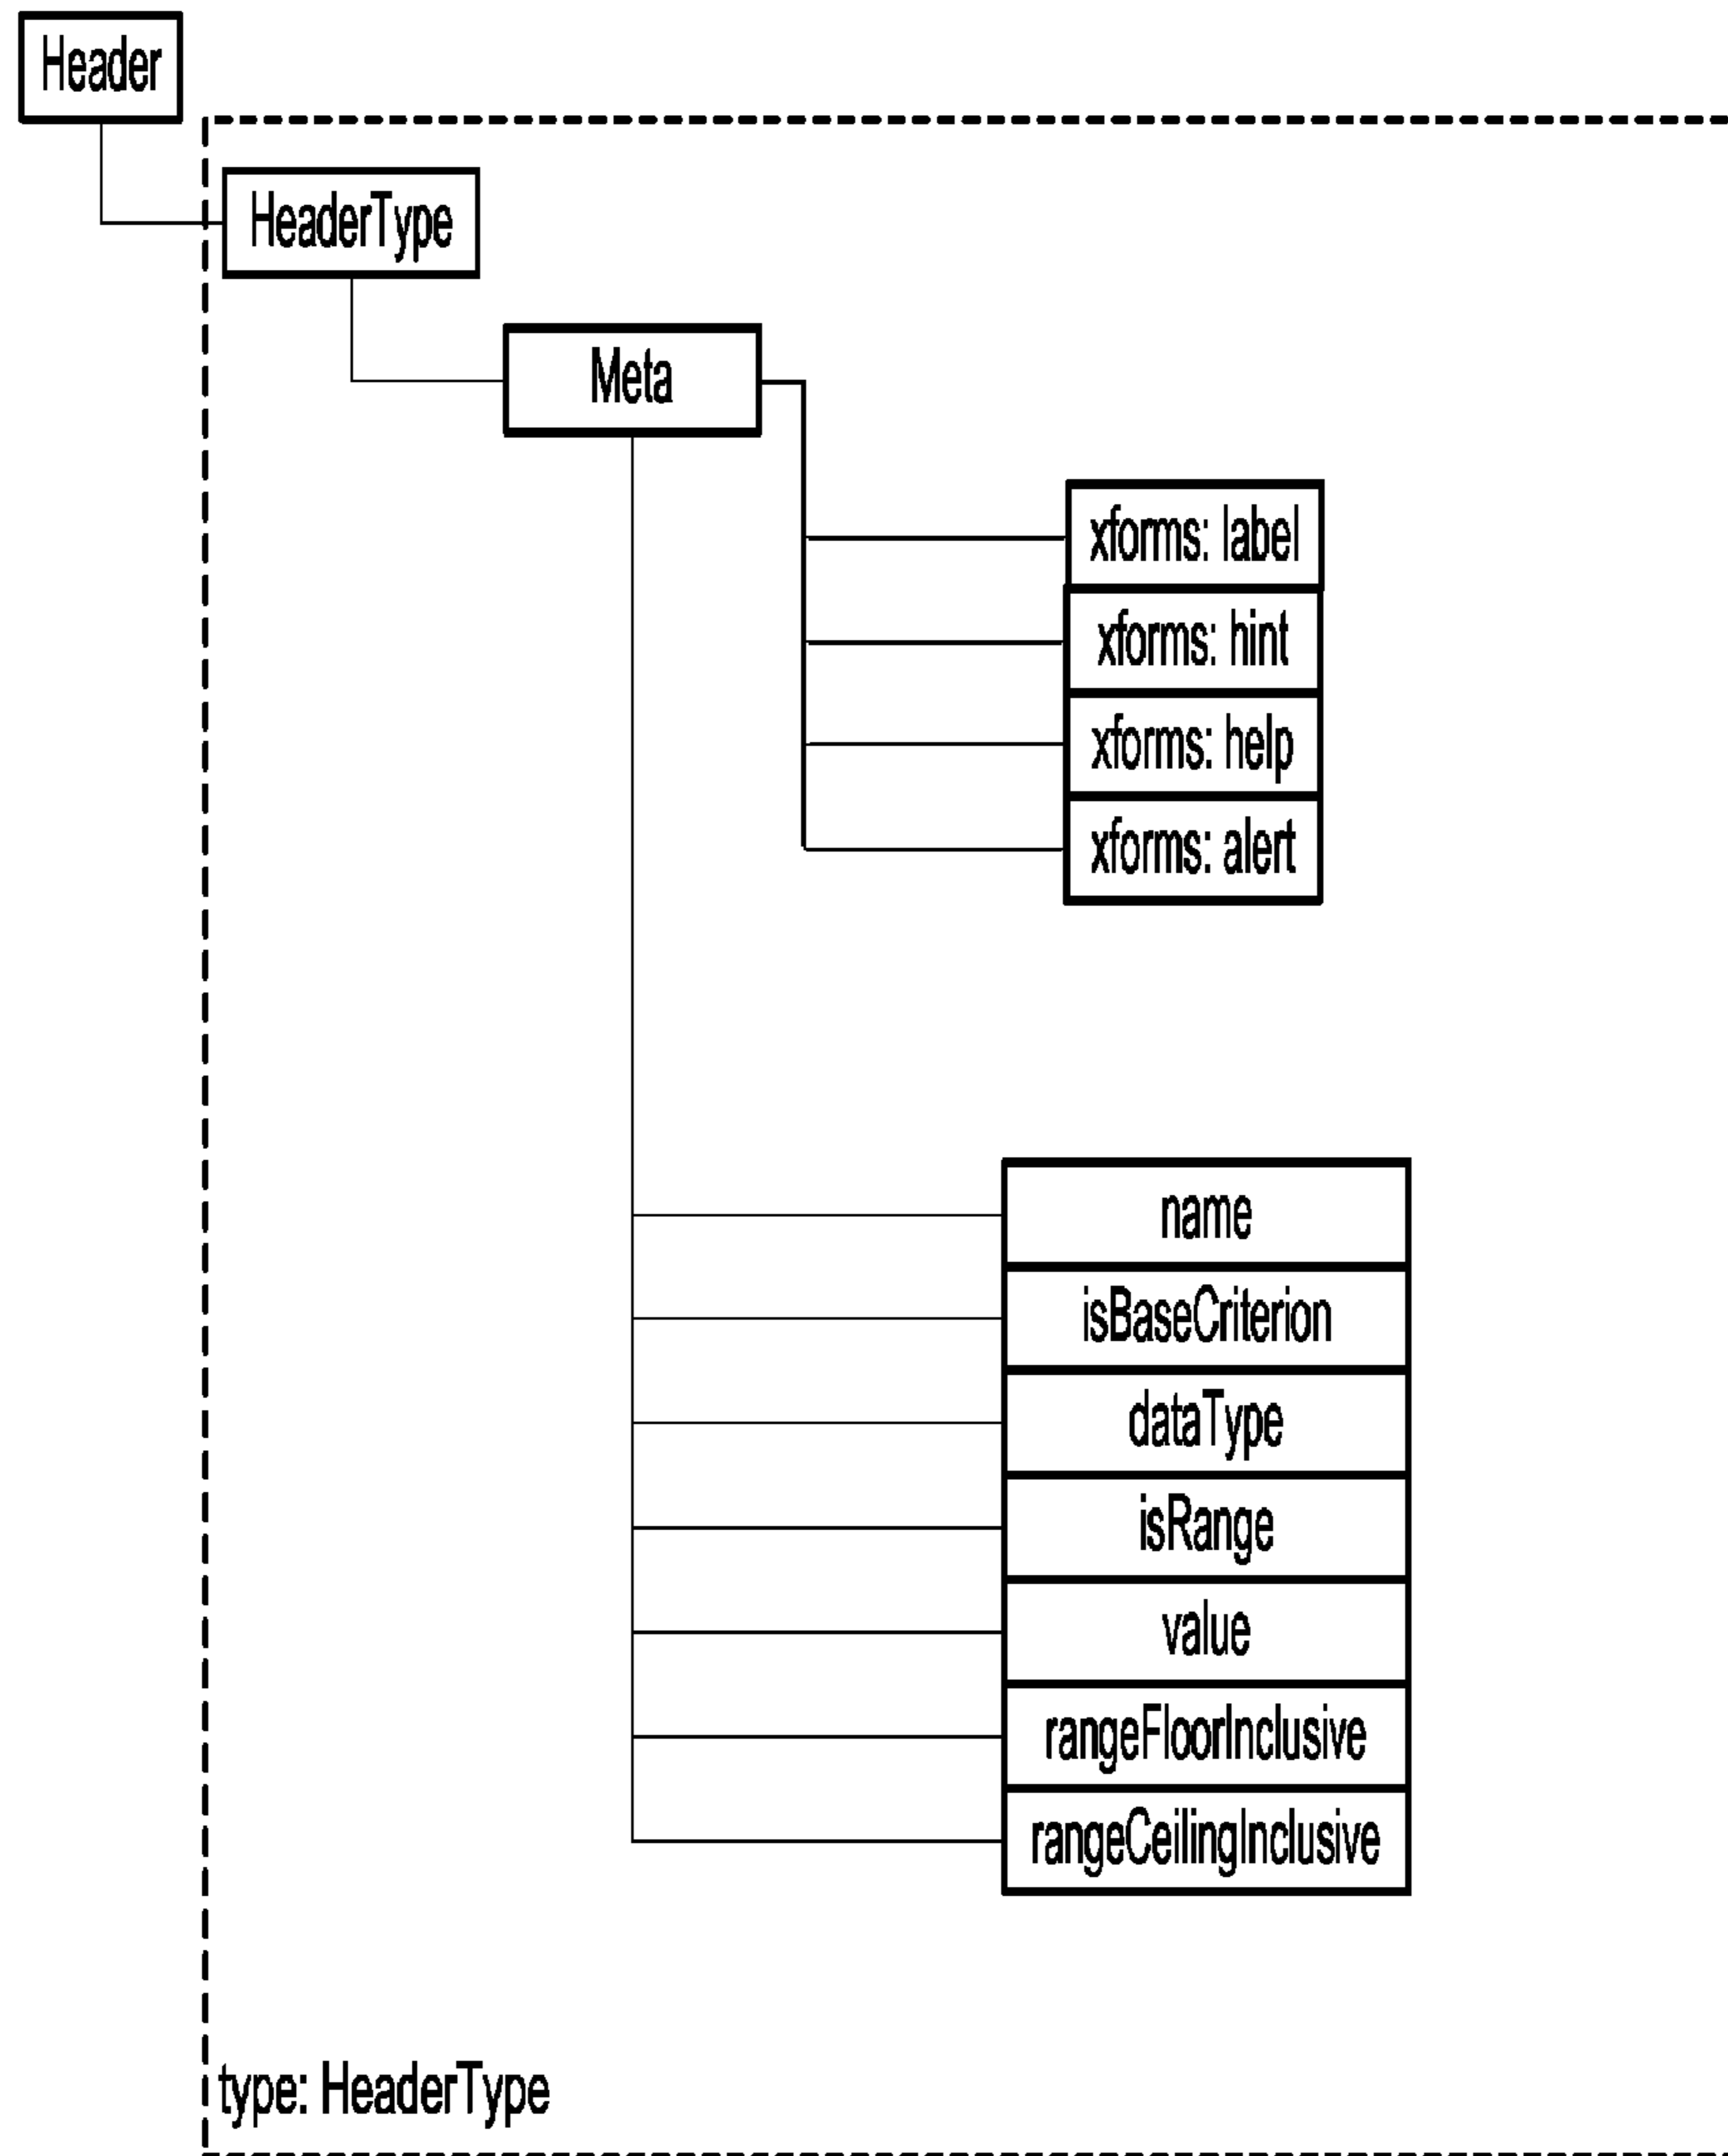 Header
HeaderType
Meta
xforms: label
xforms: hint
xforms: help
xforms: alert
name
isBaseCriterion
dataType
isRange
value
rangeFloorInclusive
rangeCeilingInclusive
type: HeaderType